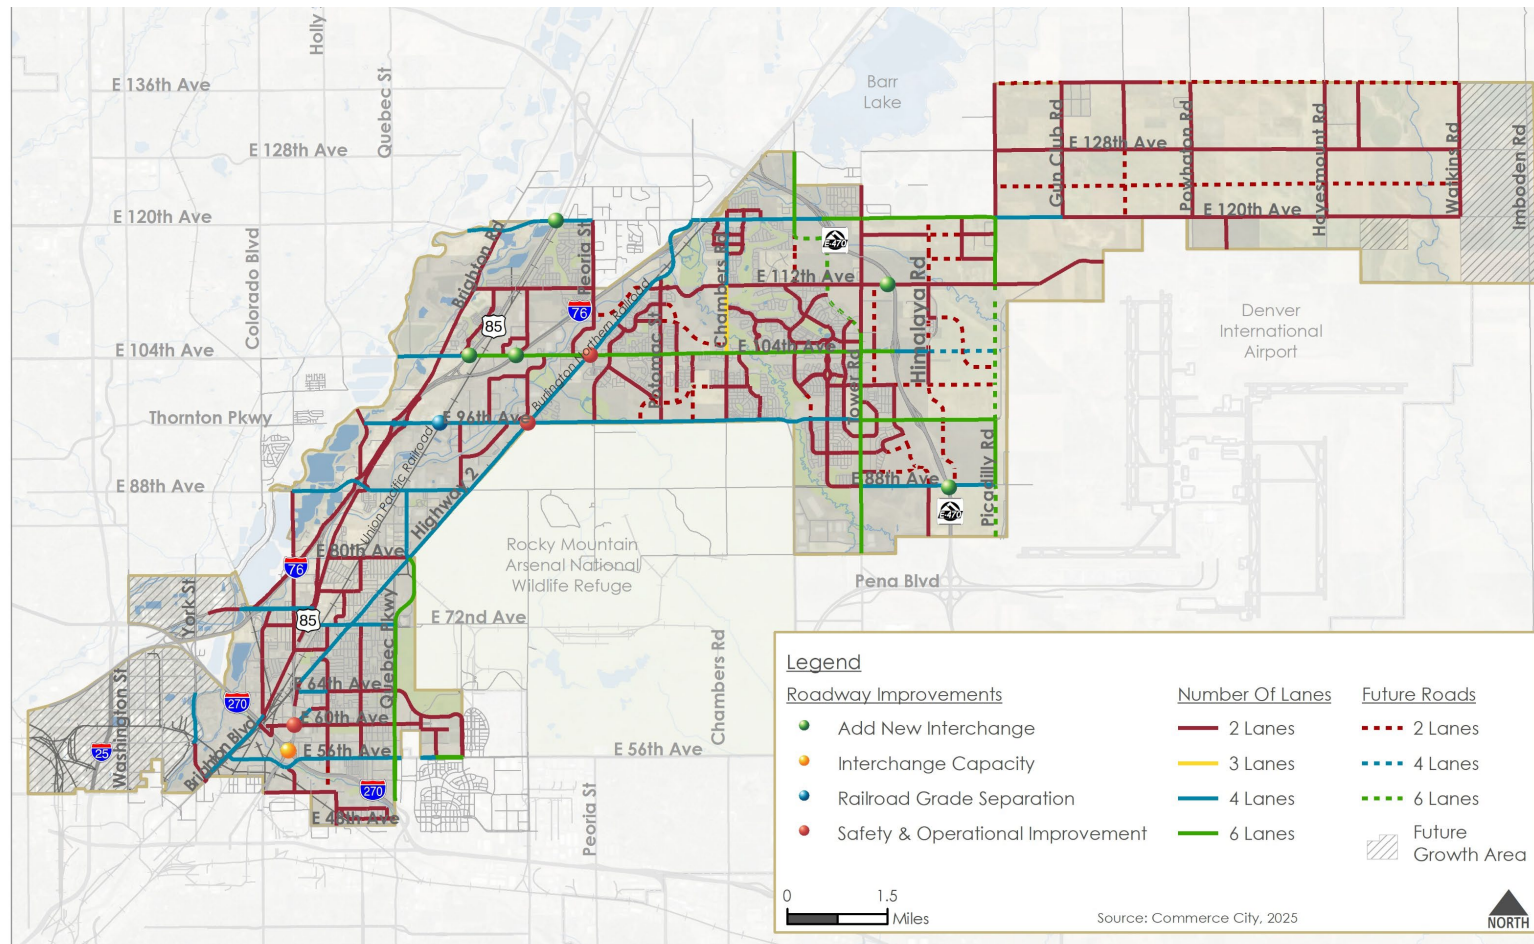 Holly
E 136th Ave
Quebec St
Barr
Lake
E 128th Ave
Gun Club Rd
E 128th Ave
Powhaton Rd
Hayesmount Rd
Watkins Rd
Imboden Rd
E 120th Ave
E 120th Ave
Colorado Blvd
Brighton Rd
Peoria St
Chambers Rd
E-470
E 112th Ave
Himalaya Rd
76
85
Burlington Northern Railroad
Potomac St
Denver
International
Airport
E 104th Ave
E 104th Ave
Tower Rd
Thornton Pkwy
E 96th Ave
Union Pacific Railroad
Highway 2
E 88th Ave
E 88th Ave
Picadilly Rd
E-470
E 80th Ave
Rocky Mountain
Arsenal National
Wildlife Refuge
76
Pena Blvd
York St
85
E 72nd Ave
Quebec Pkwy
Chambers Rd
Washington St
E 64th Ave
270
E 60th Ave
25
Brighton Blvd
E 56th Ave
E 56th Ave
270
Peoria St
E 48th Ave
Legend
Roadway Improvements
Add New Interchange
Interchange Capacity
Railroad Grade Separation
Safety & Operational Improvement
Number Of Lanes
2 Lanes
3 Lanes
4 Lanes
6 Lanes
Future Roads
2 Lanes
4 Lanes
6 Lanes
Future
Growth Area
0 1.5
Miles
Source: Commerce City, 2025
NORTH